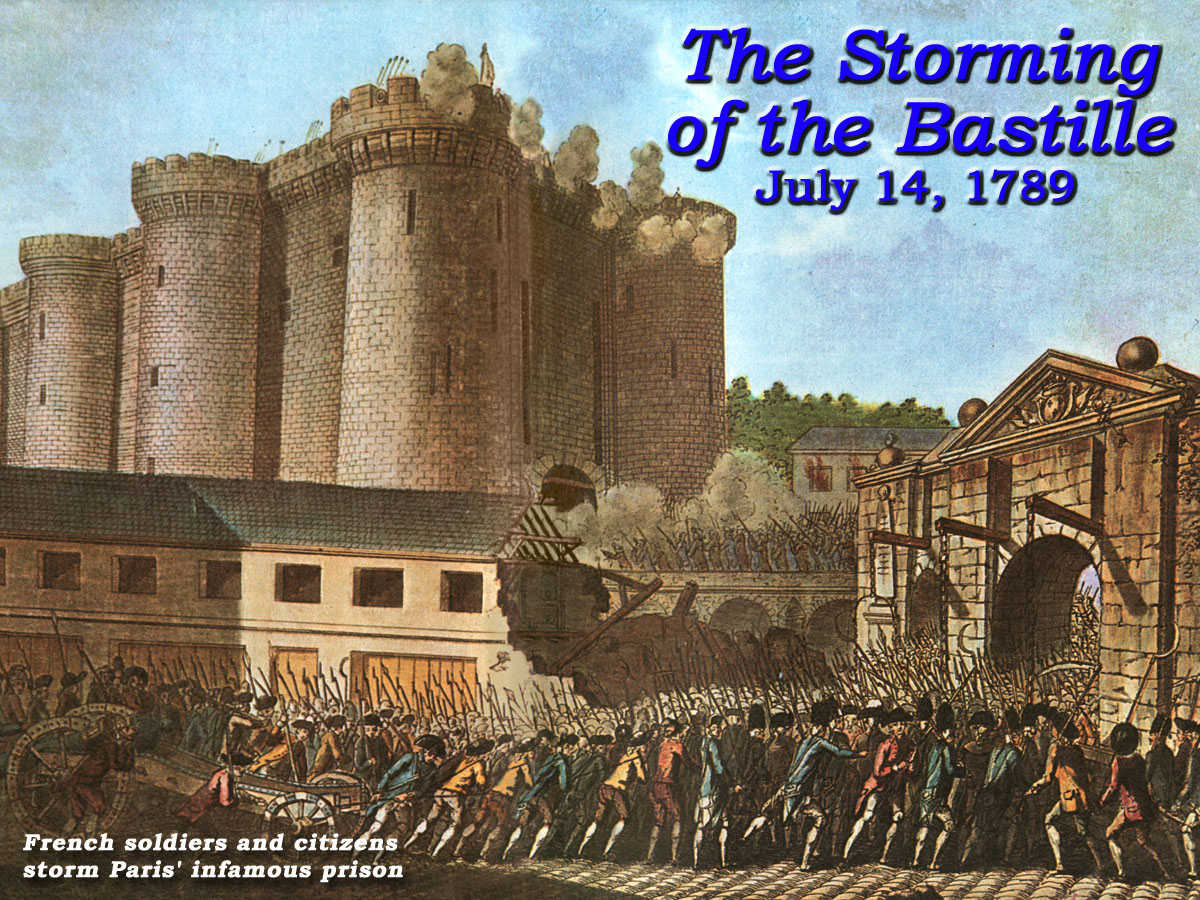 The Storming
of the Bastille
July 14, 1789
French soldiers and citizens
storm Paris' infamous prison